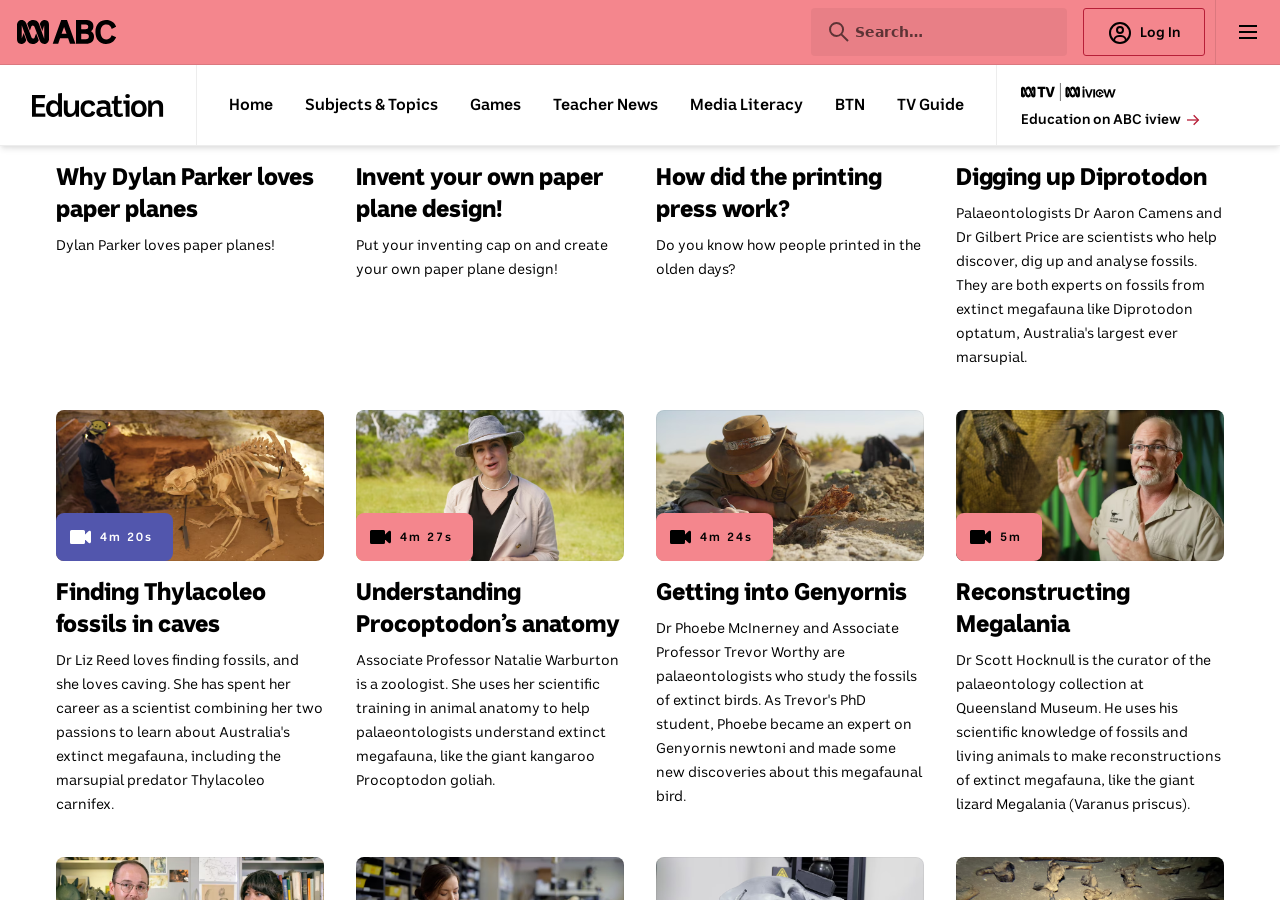 ABC
Search...
Log In
Education
Home
Subjects & Topics
Games
Teacher News
Media Literacy
BTN
TV Guide
TV
iview
Education on ABC iview
Why Dylan Parker loves
paper planes
Dylan Parker loves paper planes!
Invent your own paper
plane design!
Put your inventing cap on and create
your own paper plane design!
How did the printing
press work?
Do you know how people printed in the
olden days?
Digging up Diprotodon
Palaeontologists Dr Aaron Camens and
Dr Gilbert Price are scientists who help
discover, dig up and analyse fossils.
They are both experts on fossils from
extinct megafauna like Diprotodon
optatum, Australia's largest ever
marsupial.
4m 20s
Finding Thylacoleo
fossils in caves
Dr Liz Reed loves finding fossils, and
she loves caving. She has spent her
career as a scientist combining her two
passions to learn about Australia's
extinct megafauna, including the
marsupial predator Thylacoleo
carnifex.
4m 27s
Understanding
Procoptodon’s anatomy
Associate Professor Natalie Warburton
is a zoologist. She uses her scientific
training in animal anatomy to help
palaeontologists understand extinct
megafauna, like the giant kangaroo
Procoptodon goliah.
4m 24s
Getting into Genyornis
Dr Phoebe McInerney and Associate
Professor Trevor Worthy are
palaeontologists who study the fossils
of extinct birds. As Trevor's PhD
student, Phoebe became an expert on
Genyornis newtoni and made some
new discoveries about this megafaunal
bird.
5m
Reconstructing
Megalania
Dr Scott Hocknull is the curator of the
palaeontology collection at
Queensland Museum. He uses his
scientific knowledge of fossils and
living animals to make reconstructions
of extinct megafauna, like the giant
lizard Megalania (Varanus priscus).